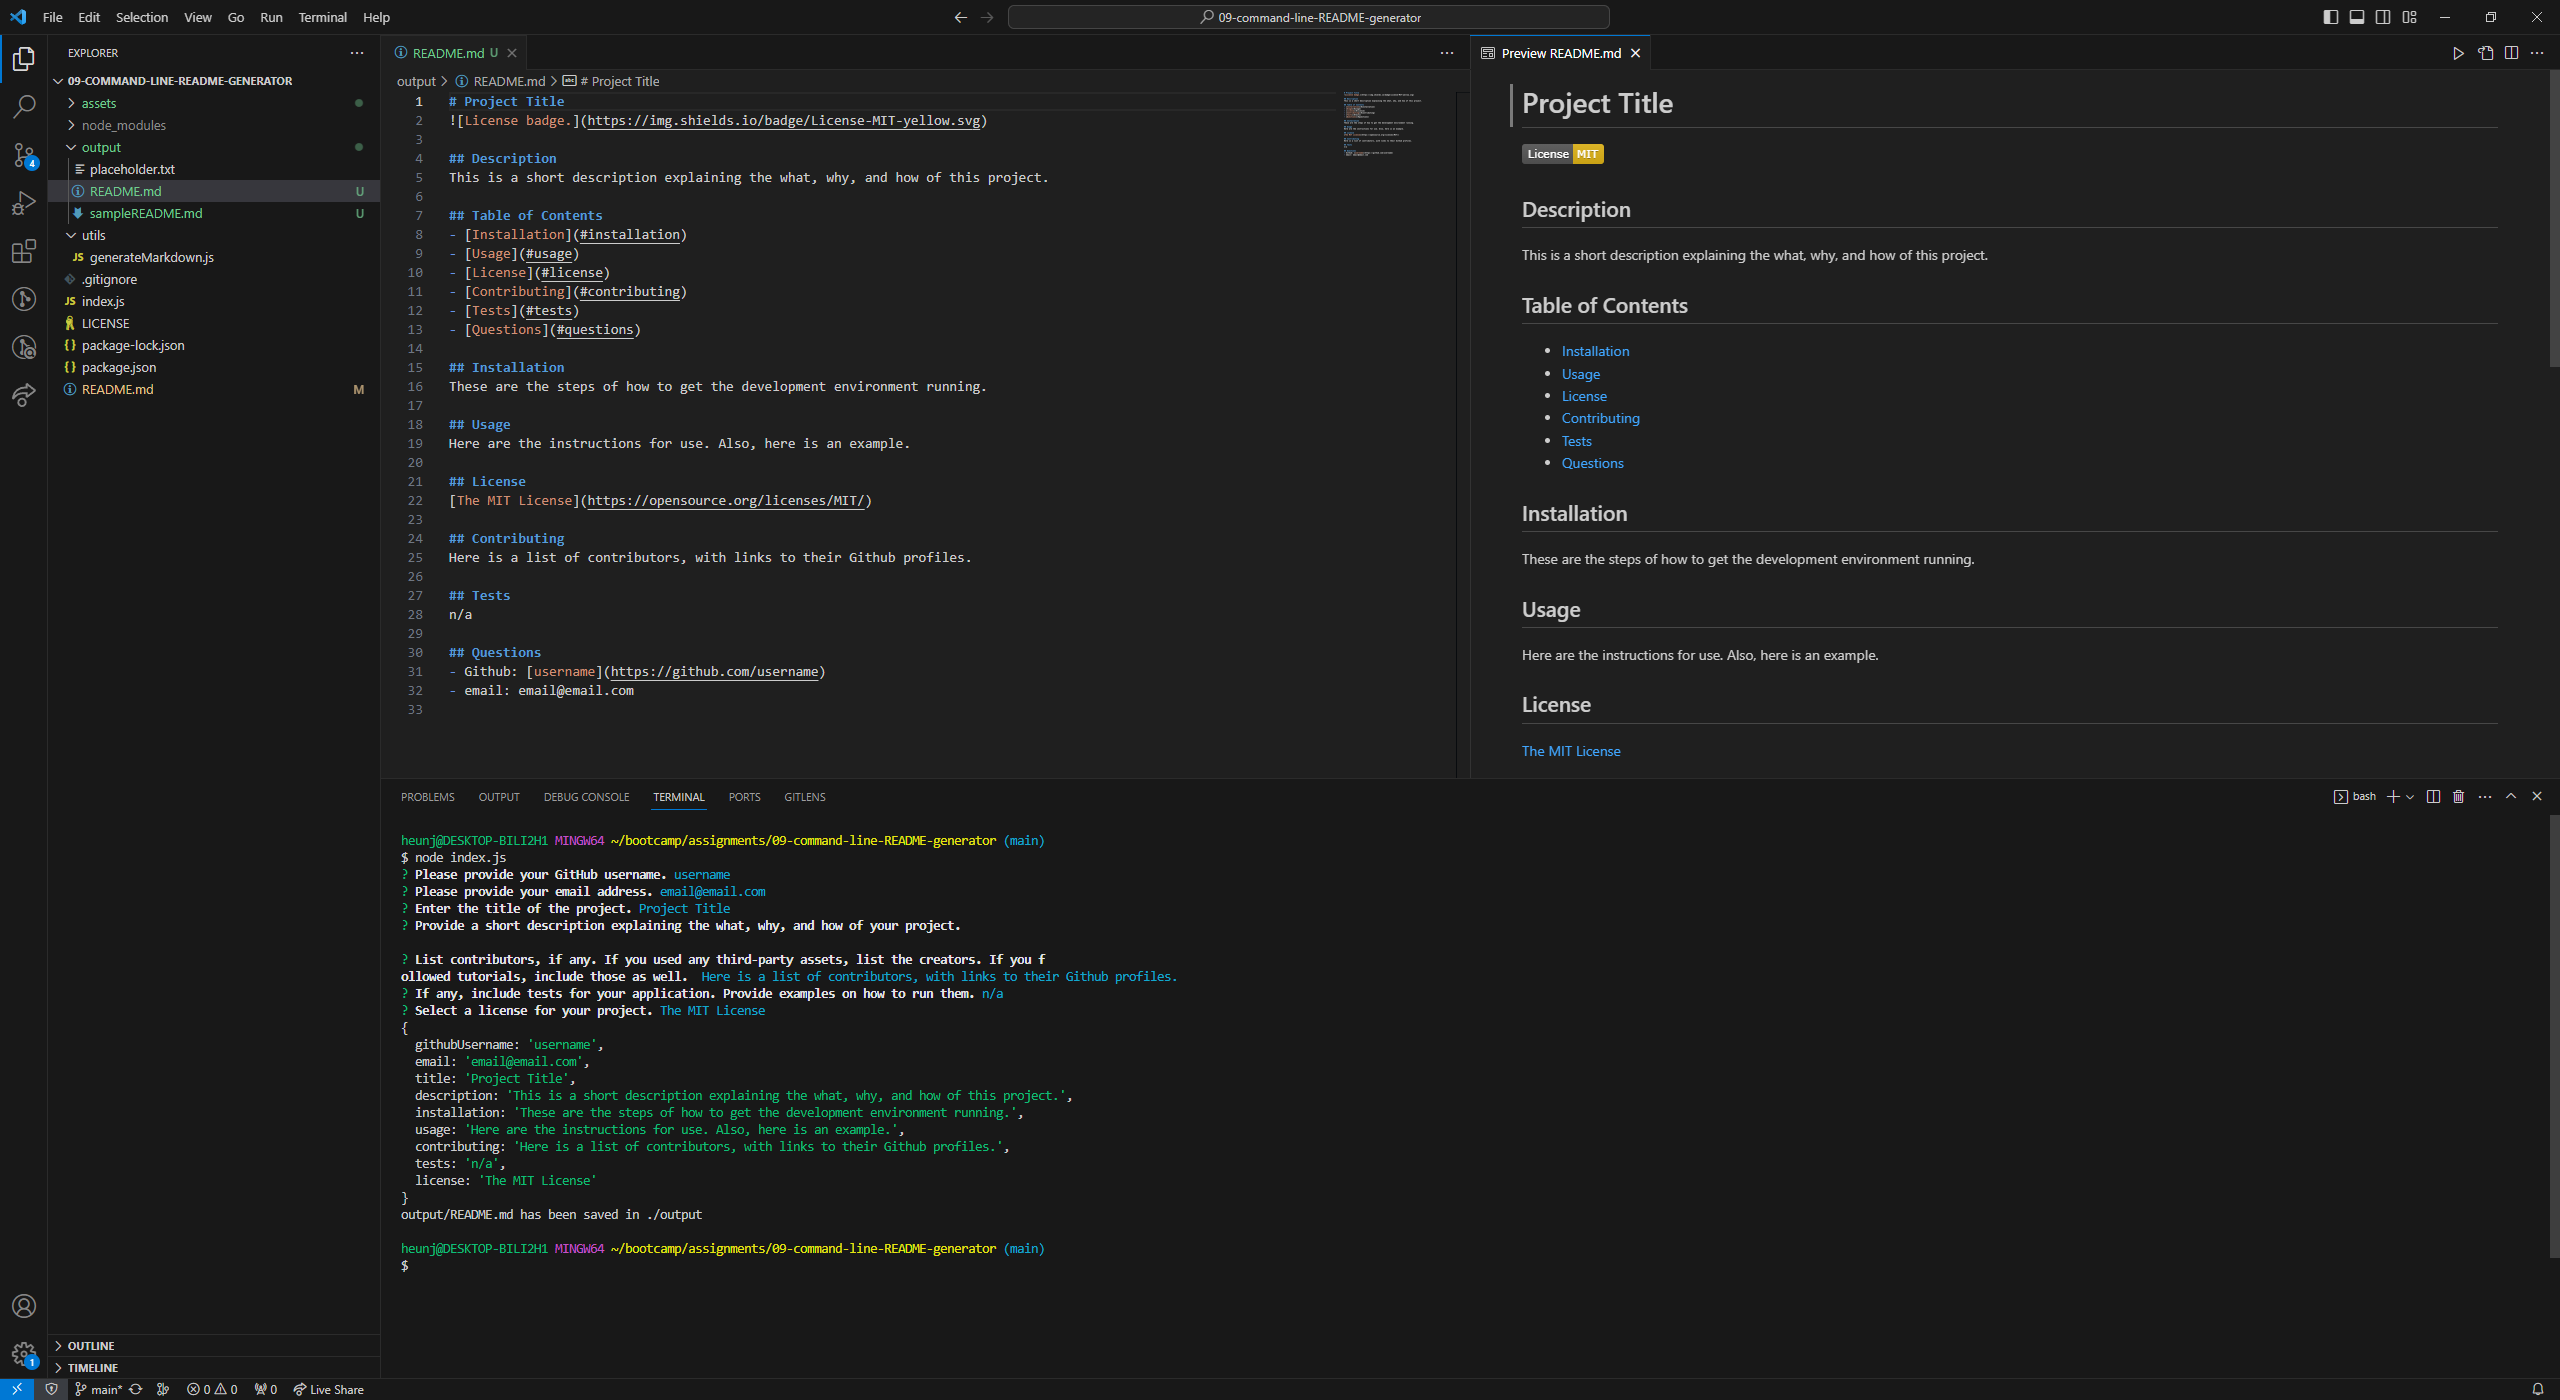 File Edit Selection View Go Run Terminal Help
09-command-line-README-generator
EXPLORER
09-COMMAND-LINE-README-GENERATOR
assets
node_modules
output
placeholder.txt
README.md U
sampleREADME.md U
utils
JS generateMarkdown.js
.gitignore
JS index.js
LICENSE
{} package-lock.json
{} package.json
README.md M
OUTLINE
TIMELINE
README.md U
output > README.md > # Project Title
1 # Project Title
2 ![License badge.](https://img.shields.io/badge/License-MIT-yellow.svg)
3
4 ## Description
5 This is a short description explaining the what, why, and how of this project.
6
7 ## Table of Contents
8 - [Installation](#installation)
9 - [Usage](#usage)
10 - [License](#license)
11 - [Contributing](#contributing)
12 - [Tests](#tests)
13 - [Questions](#questions)
14
15 ## Installation
16 These are the steps of how to get the development environment running.
17
18 ## Usage
19 Here are the instructions for use. Also, here is an example.
20
21 ## License
22 [The MIT License](https://opensource.org/licenses/MIT/)
23
24 ## Contributing
25 Here is a list of contributors, with links to their Github profiles.
26
27 ## Tests
28 n/a
29
30 ## Questions
31 - Github: [username](https://github.com/username)
32 - email: email@email.com
33
Preview README.md
Project Title
License MIT
Description
This is a short description explaining the what, why, and how of this project.
Table of Contents
• Installation
• Usage
• License
• Contributing
• Tests
• Questions
Installation
These are the steps of how to get the development environment running.
Usage
Here are the instructions for use. Also, here is an example.
License
The MIT License
PROBLEMS OUTPUT DEBUG CONSOLE TERMINAL PORTS GITLENS
bash
heunj@DESKTOP-BILI2H1 MINGW64 ~/bootcamp/assignments/09-command-line-README-generator (main)
$ node index.js
? Please provide your GitHub username. username
? Please provide your email address. email@email.com
? Enter the title of the project. Project Title
? Provide a short description explaining the what, why, and how of your project.
? List contributors, if any. If you used any third-party assets, list the creators. If you f
ollowed tutorials, include those as well. Here is a list of contributors, with links to their Github profiles.
? If any, include tests for your application. Provide examples on how to run them. n/a
? Select a license for your project. The MIT License
{
githubUsername: 'username',
email: 'email@email.com',
title: 'Project Title',
description: 'This is a short description explaining the what, why, and how of this project.',
installation: 'These are the steps of how to get the development environment running.',
usage: 'Here are the instructions for use. Also, here is an example.',
contributing: 'Here is a list of contributors, with links to their Github profiles.',
tests: 'n/a',
license: 'The MIT License'
}
output/README.md has been saved in ./output
heunj@DESKTOP-BILI2H1 MINGW64 ~/bootcamp/assignments/09-command-line-README-generator (main)
$
4
1
main* 0 0 0 Live Share